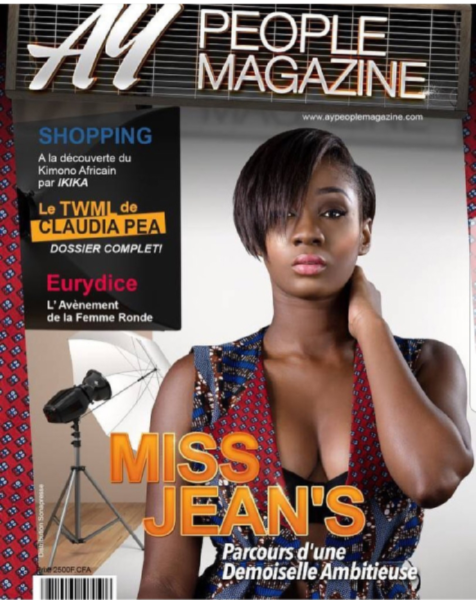 AY PEOPLE
MAGAZINE
www.aypeoplemagazine.com
SHOPPING
A la découverte du
Kimono Africain
par IKIKA
Le TWML de
CLAUDIA PEA
DOSSIER COMPLET!
Eurydice
L' Avènement
de la Femme Ronde
MISS
JEAN'S
Parcours d'une
Demoiselle Ambitieuse
2500F.CFA